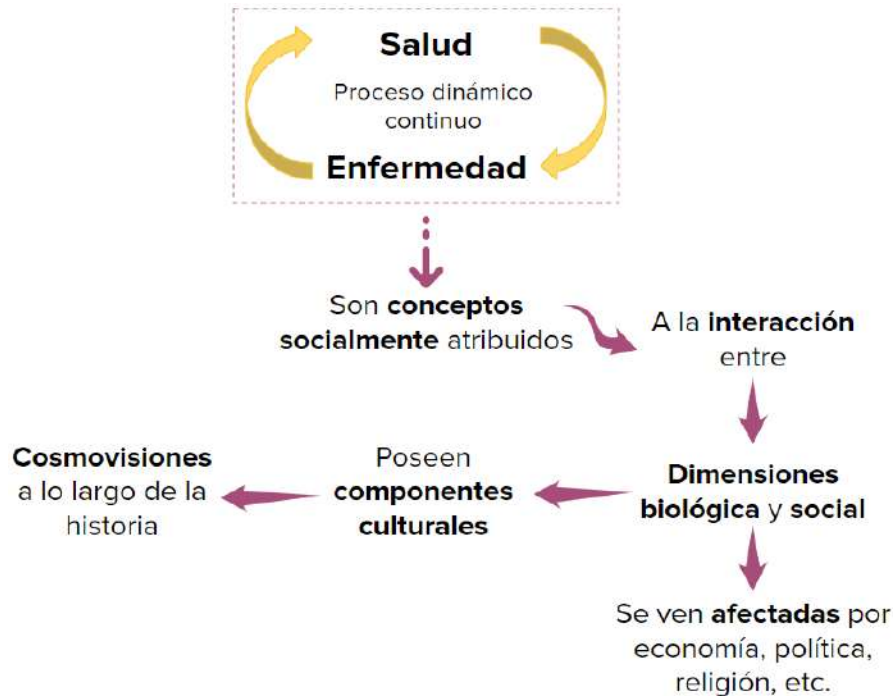 Salud
Proceso dinámico
continuo
Enfermedad
Son conceptos
socialmente atribuidos
A la interacción
entre
Dimensiones
biológica y social
Poseen
componentes
culturales
Cosmovisiones
a lo largo de la
historia
Se ven afectadas por
economía, política,
religión, etc.